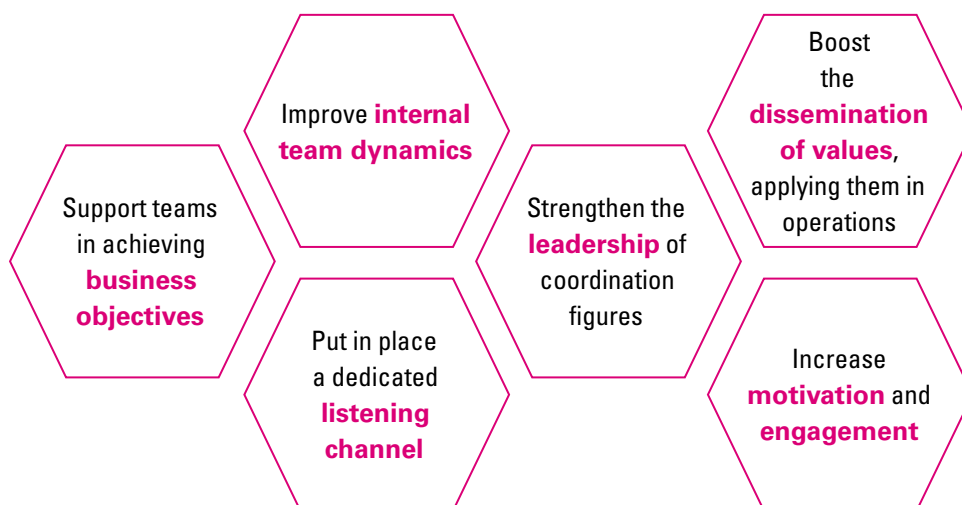 Support teams
in achieving
business
objectives
Improve internal
team dynamics
Put in place
a dedicated
listening
channel
Strengthen the
leadership of
coordination
figures
Boost
the
dissemination
of values,
applying them in
operations
Increase
motivation and
engagement